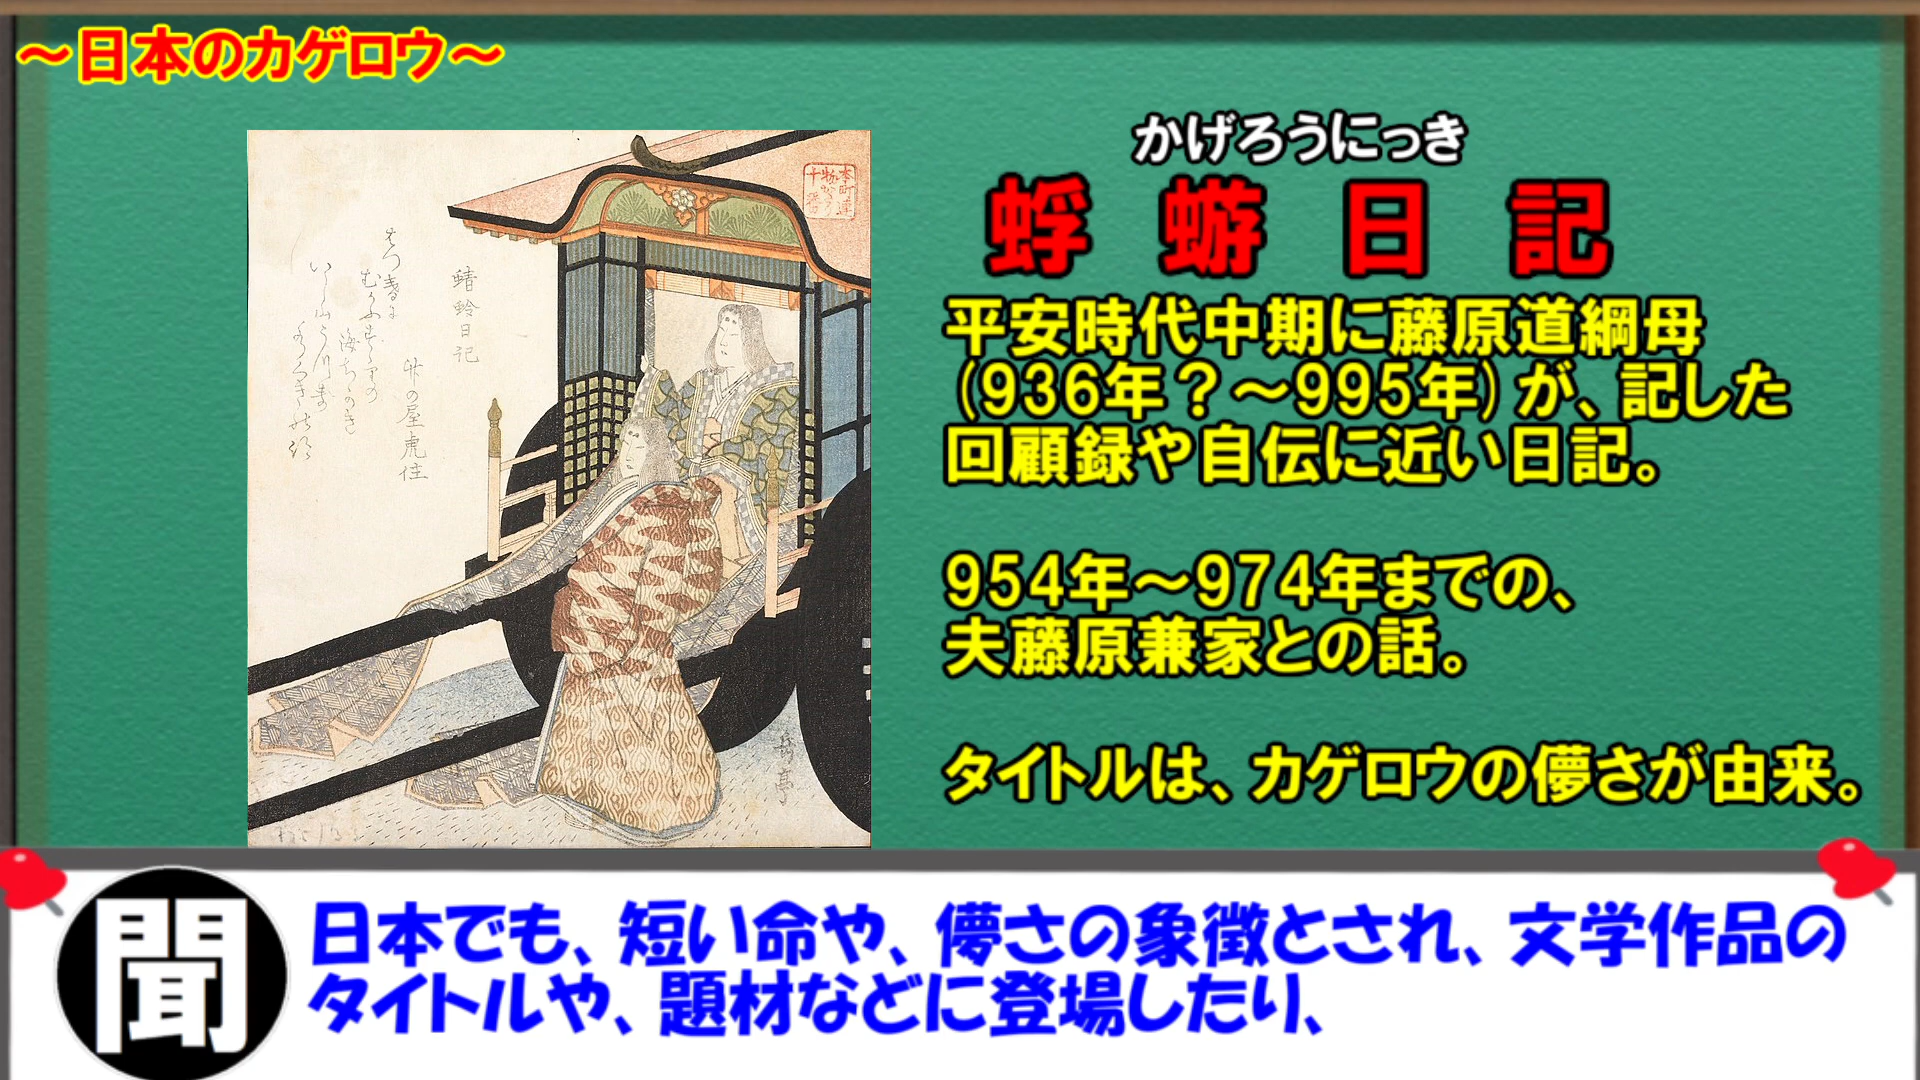 ～日本のカゲロウ～
かげろうにっき
蜉蝣日記
平安時代中期に藤原道綱母
(936年？～995年)が、記した
回顧録や自伝に近い日記。
954年～974年までの、
夫藤原兼家との話。
タイトルは、カゲロウの儚さが由来。
蜻蛉日記
岳亭
聞
日本でも、短い命や、儚さの象徴とされ、文学作品の
タイトルや、題材などに登場したり、